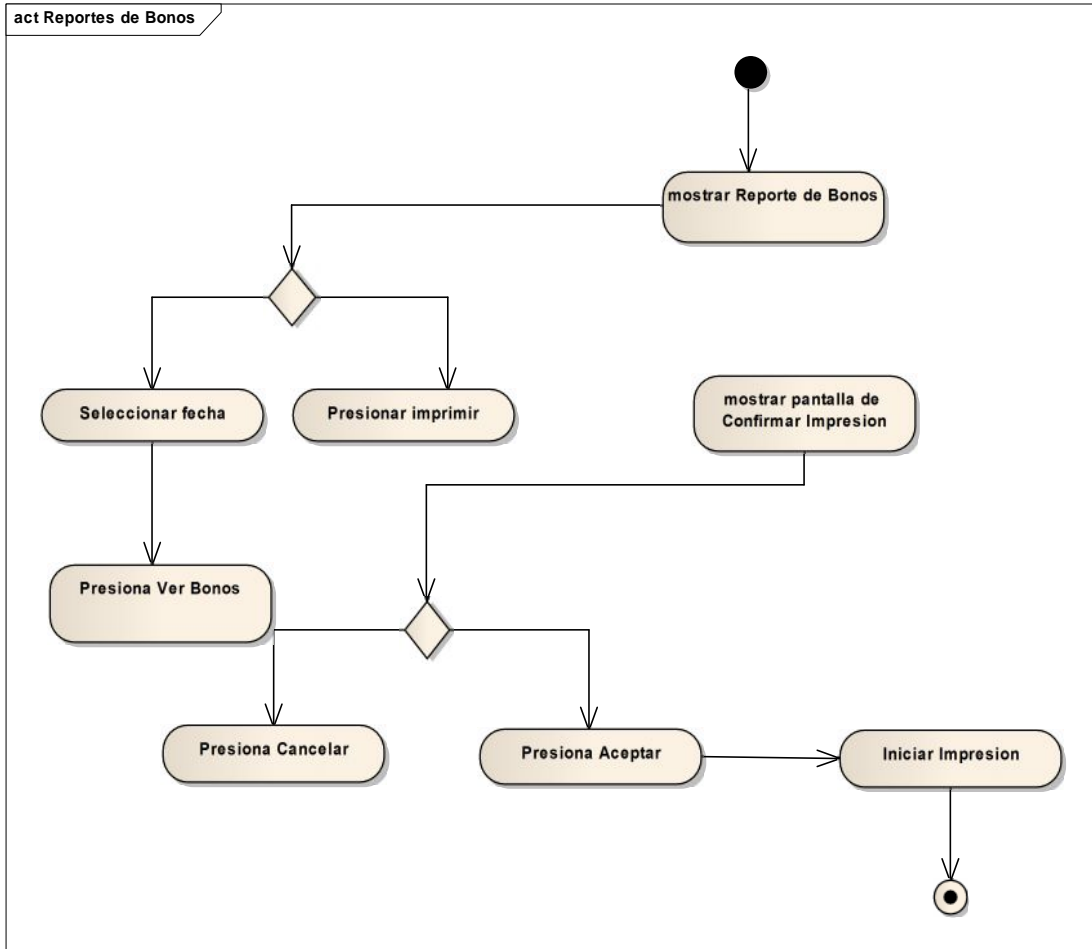 act Reportes de Bonos
mostrar Reporte de Bonos
Seleccionar fecha
Presionar imprimir
mostrar pantalla de
Confirmar Impresion
Presiona Ver Bonos
Presiona Cancelar
Presiona Aceptar
Iniciar Impresion